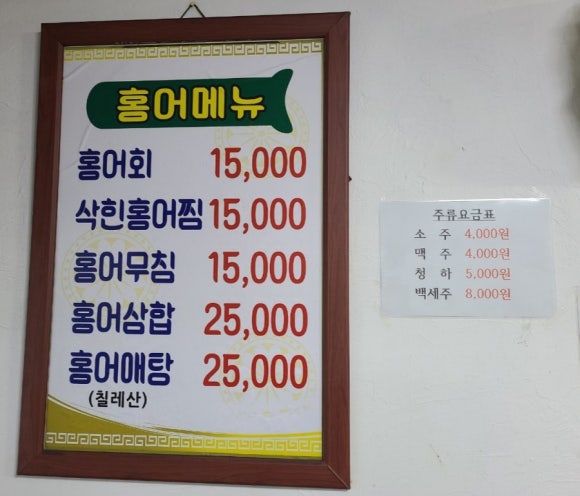 홍어메뉴
홍어회 15,000
삭힌홍어찜 15,000
홍어무침 15,000
홍어삼합 25,000
홍어매탕 25,000
(칠레산)
주류요금표
소 주 4,000원
맥 주 4,000원
청 하 5,000원
백세주 8,000원